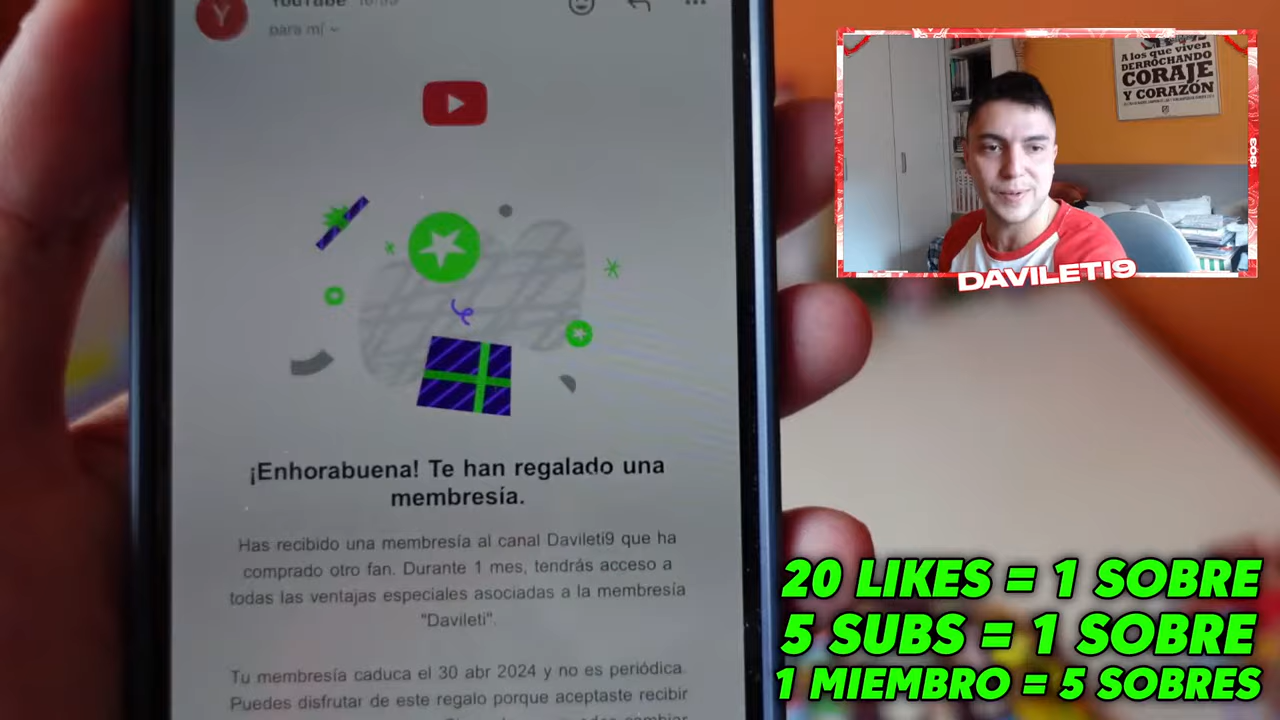 YouTube
para mí
Y
¡Enhorabuena! Te han regalado una
membresía.
Has recibido una membresía al canal Davileti9 que ha
comprado otro fan. Durante 1 mes, tendrás acceso a
todas las ventajas especiales asociadas a la membresía
"Davileti".
Tu membresía caduca el 30 abr 2024 y no es periódica.
Puedes disfrutar de este regalo porque aceptaste recibir
A los que viven
DERROCHANDO
CORAJE
Y CORAZÓN
1903
DAVILETI9
20 LIKES = 1 SOBRE
5 SUBS = 1 SOBRE
1 MIEMBRO = 5 SOBRES